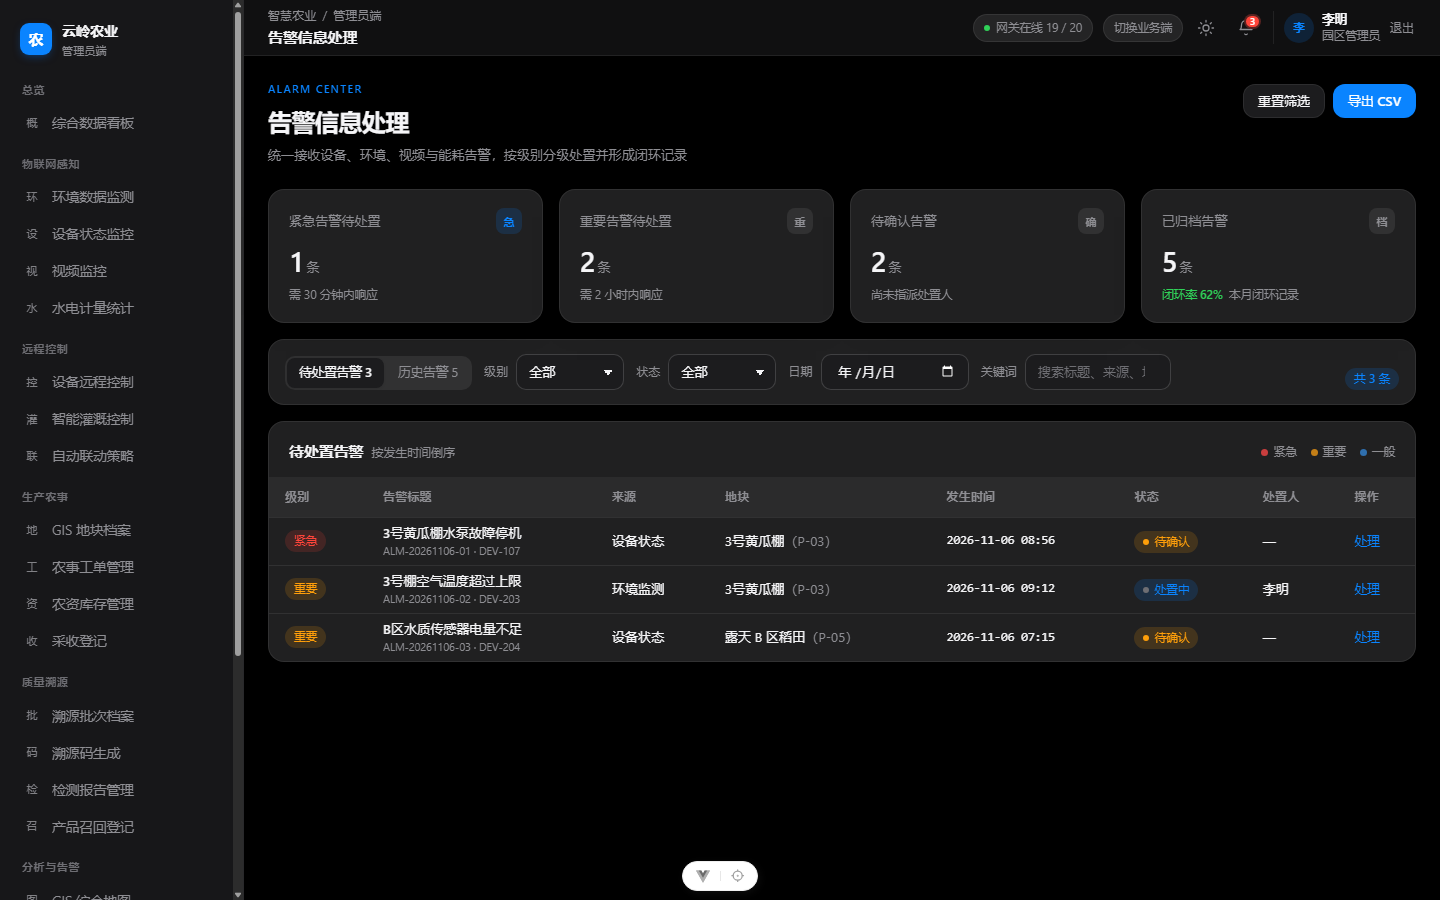 农
云岭农业
管理员端
总览
概 综合数据看板
物联网感知
环 环境数据监测
设 设备状态监控
视 视频监控
水 水电计量统计
远程控制
控 设备远程控制
灌 智能灌溉控制
联 自动联动策略
生产农事
地 GIS 地块档案
工 农事工单管理
资 农资库存管理
收 采收登记
质量溯源
批 溯源批次档案
码 溯源码生成
检 检测报告管理
召 产品召回登记
分析与告警
图 GIS 综合地图
智慧农业 / 管理员端
告警信息处理
网关在线 19 / 20
切换业务端
3
李
李明
园区管理员
退出
ALARM CENTER
告警信息处理
统一接收设备、环境、视频与能耗告警，按级别分级处置并形成闭环记录
重置筛选
导出 CSV
紧急告警待处置 急
1 条
需 30 分钟内响应
重要告警待处置 重
2 条
需 2 小时内响应
待确认告警 确
2 条
尚未指派处置人
已归档告警 档
5 条
闭环率 62% 本月闭环记录
待处置告警 3 历史告警 5 级别 全部 状态 全部 日期 年 /月/日 关键词 搜索标题、来源、 共 3 条
待处置告警 按发生时间倒序 紧急 重要 一般
级别 告警标题 来源 地块 发生时间 状态 处置人 操作
紧急 3号黄瓜棚水泵故障停机 设备状态 3号黄瓜棚 (P-03) 2026-11-06 08:56 待确认 — 处理
ALM-20261106-01 · DEV-107
重要 3号棚空气温度超过上限 环境监测 3号黄瓜棚 (P-03) 2026-11-06 09:12 处置中 李明 处理
ALM-20261106-02 · DEV-203
重要 B区水质传感器电量不足 设备状态 露天 B 区稻田 (P-05) 2026-11-06 07:15 待确认 — 处理
ALM-20261106-03 · DEV-204